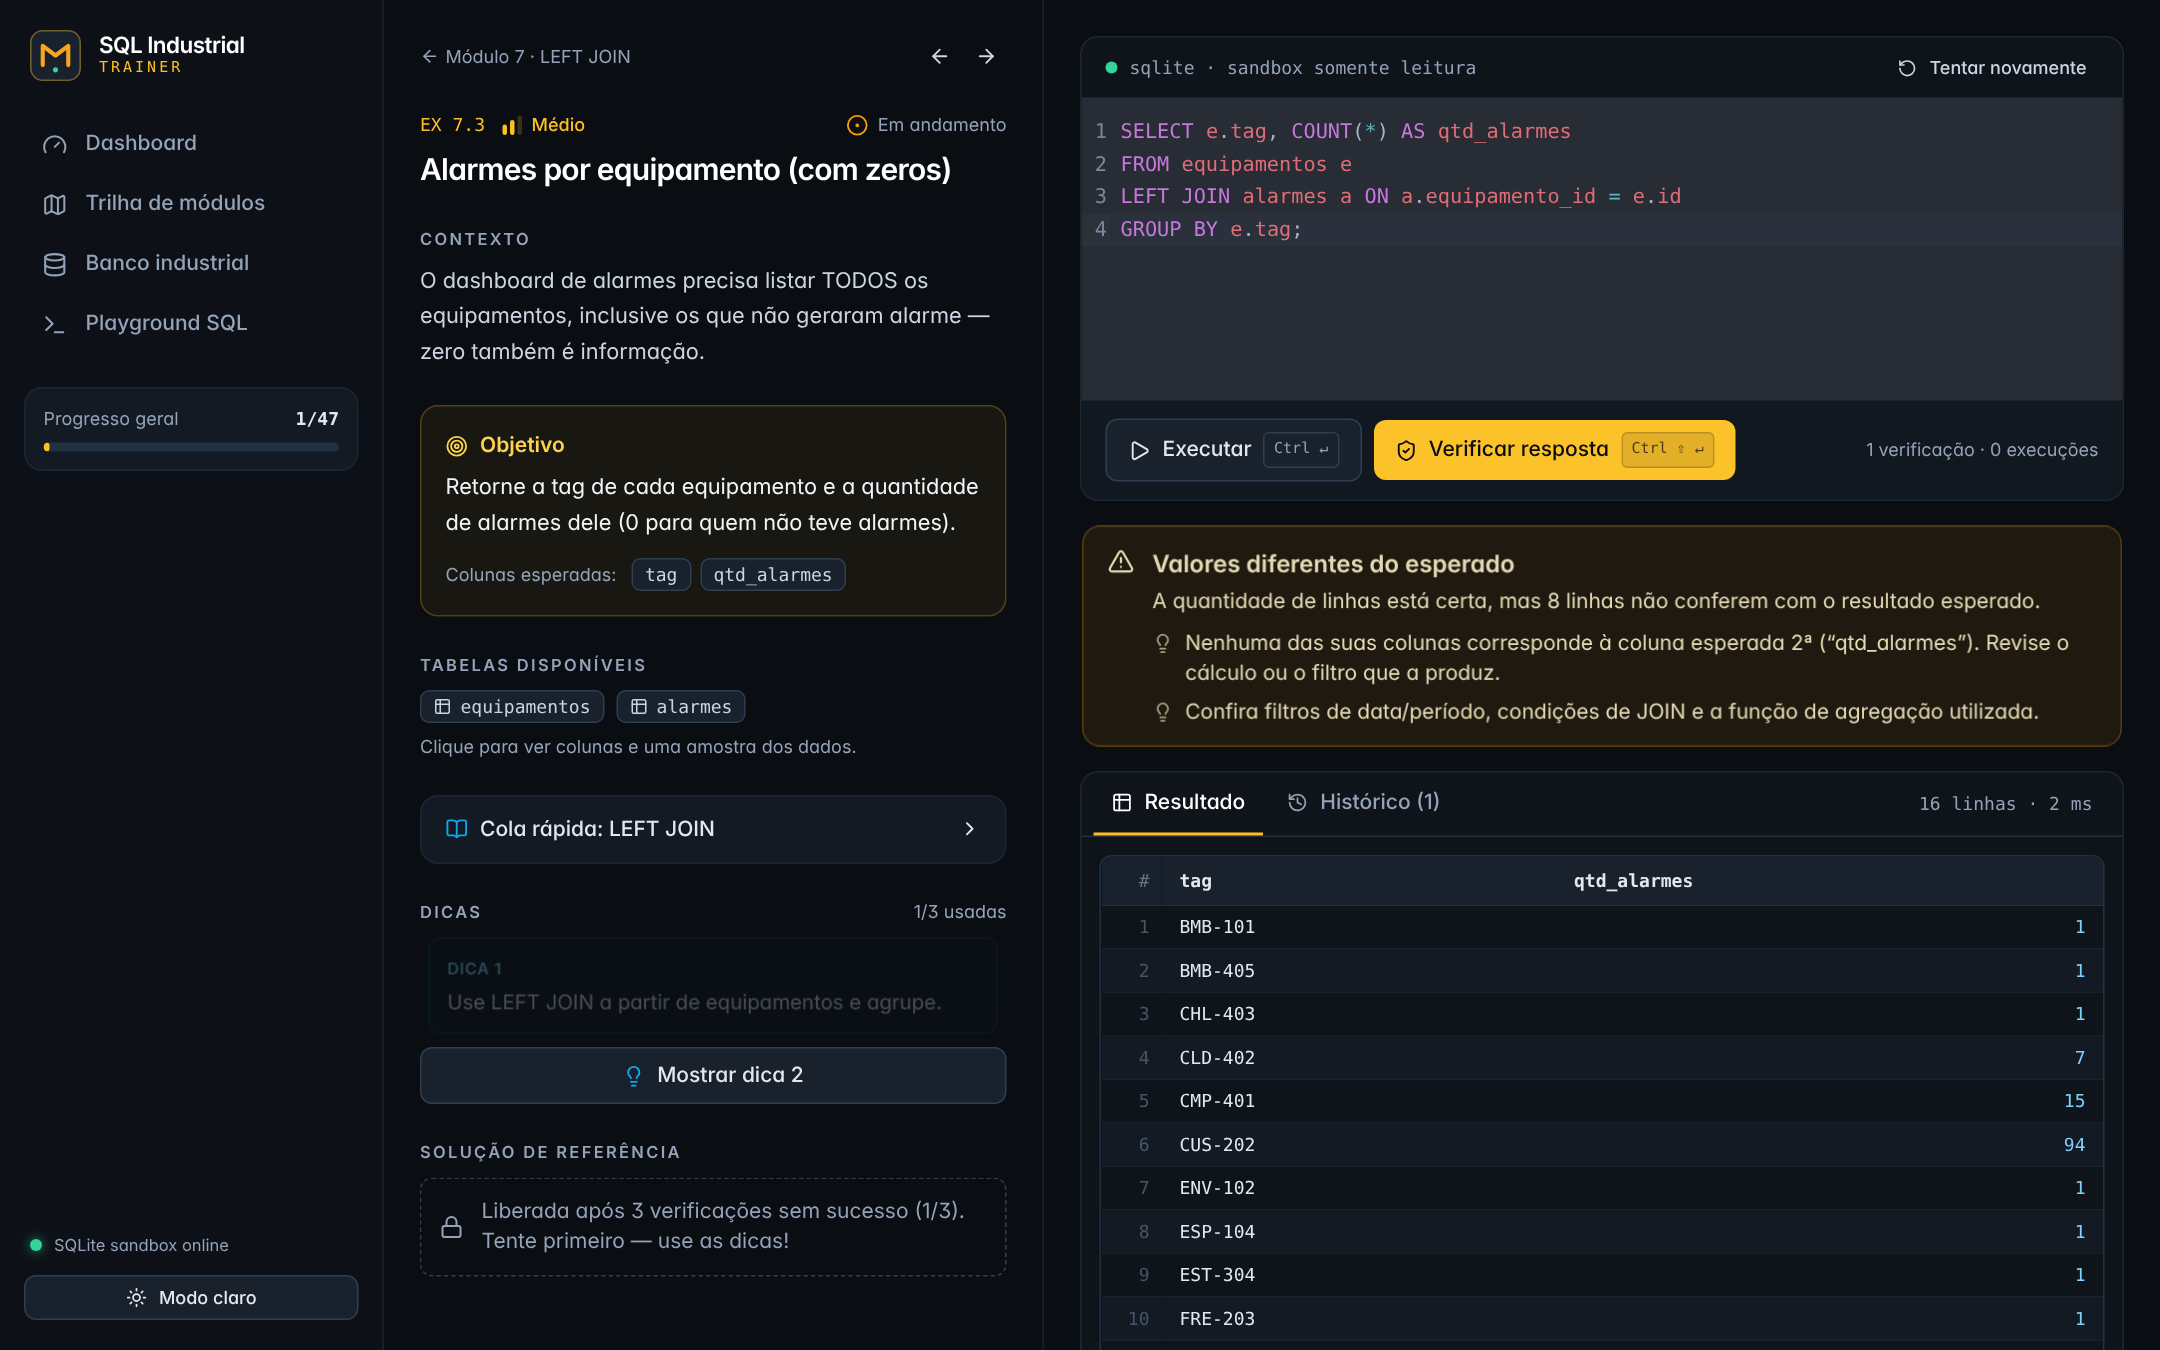 SQL Industrial
TRAINER
Dashboard
Trilha de módulos
Banco industrial
Playground SQL
Progresso geral 1/47
SQLite sandbox online
Modo claro
Módulo 7 · LEFT JOIN
EX 7.3 Médio Em andamento
Alarmes por equipamento (com zeros)
CONTEXTO
O dashboard de alarmes precisa listar TODOS os
equipamentos, inclusive os que não geraram alarme —
zero também é informação.
Objetivo
Retorne a tag de cada equipamento e a quantidade
de alarmes dele (0 para quem não teve alarmes).
Colunas esperadas: tag qtd_alarmes
TABELAS DISPONÍVEIS
equipamentos alarmes
Clique para ver colunas e uma amostra dos dados.
Cola rápida: LEFT JOIN
DICAS 1/3 usadas
DICA 1
Use LEFT JOIN a partir de equipamentos e agrupe.
Mostrar dica 2
SOLUÇÃO DE REFERÊNCIA
Liberada após 3 verificações sem sucesso (1/3).
Tente primeiro — use as dicas!
sqlite · sandbox somente leitura Tentar novamente
1 SELECT e.tag, COUNT(*) AS qtd_alarmes
2 FROM equipamentos e
3 LEFT JOIN alarmes a ON a.equipamento_id = e.id
4 GROUP BY e.tag;
Executar Ctrl ↵ Verificar resposta Ctrl ⇧ ↵ 1 verificação · 0 execuções
Valores diferentes do esperado
A quantidade de linhas está certa, mas 8 linhas não conferem com o resultado esperado.
Nenhuma das suas colunas corresponde à coluna esperada 2ª (“qtd_alarmes”). Revise o
cálculo ou o filtro que a produz.
Confira filtros de data/período, condições de JOIN e a função de agregação utilizada.
Resultado Histórico (1) 16 linhas · 2 ms
# tag qtd_alarmes
1 BMB-101 1
2 BMB-405 1
3 CHL-403 1
4 CLD-402 7
5 CMP-401 15
6 CUS-202 94
7 ENV-102 1
8 ESP-104 1
9 EST-304 1
10 FRE-203 1